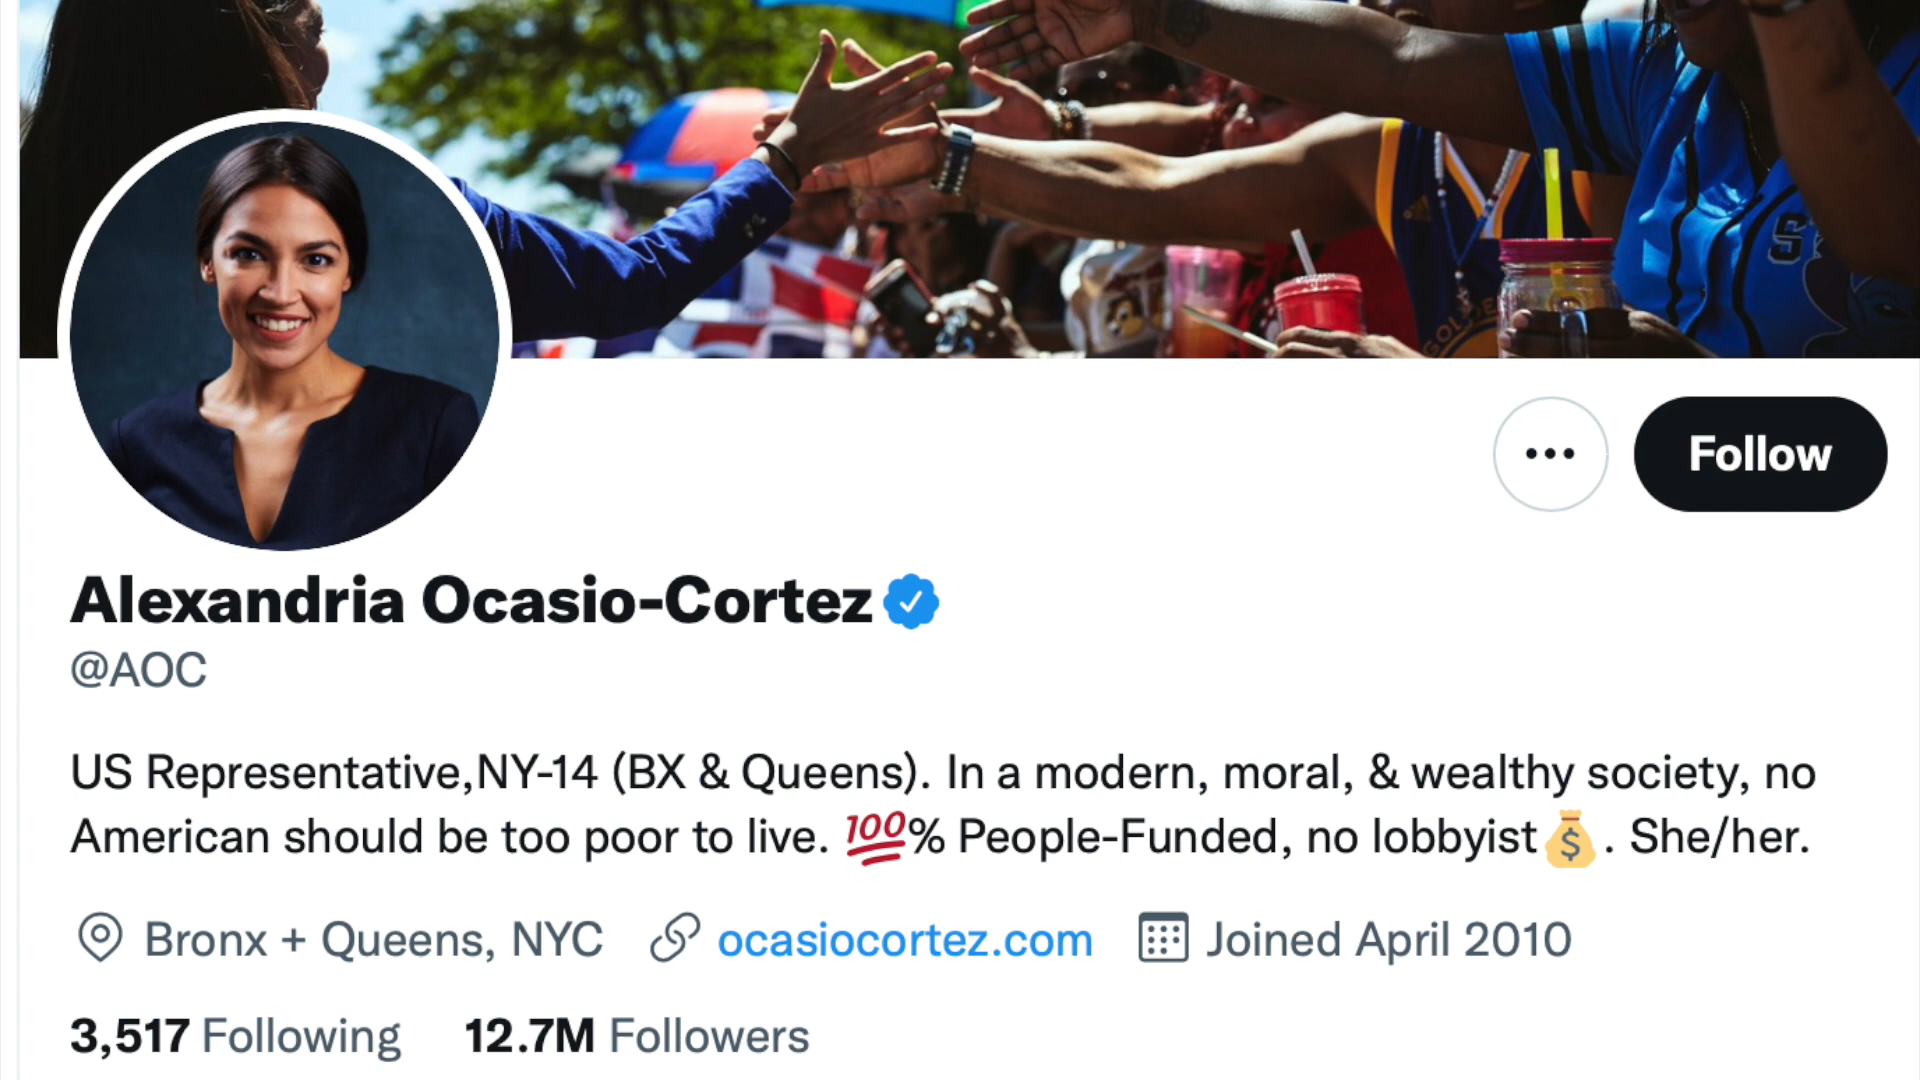 Follow
Alexandria Ocasio-Cortez
@AOC
US Representative,NY-14 (BX & Queens). In a modern, moral, & wealthy society, no
American should be too poor to live. 💯% People-Funded, no lobbyist💰. She/her.
Bronx + Queens, NYC ocasiocortez.com Joined April 2010
3,517 Following 12.7M Followers